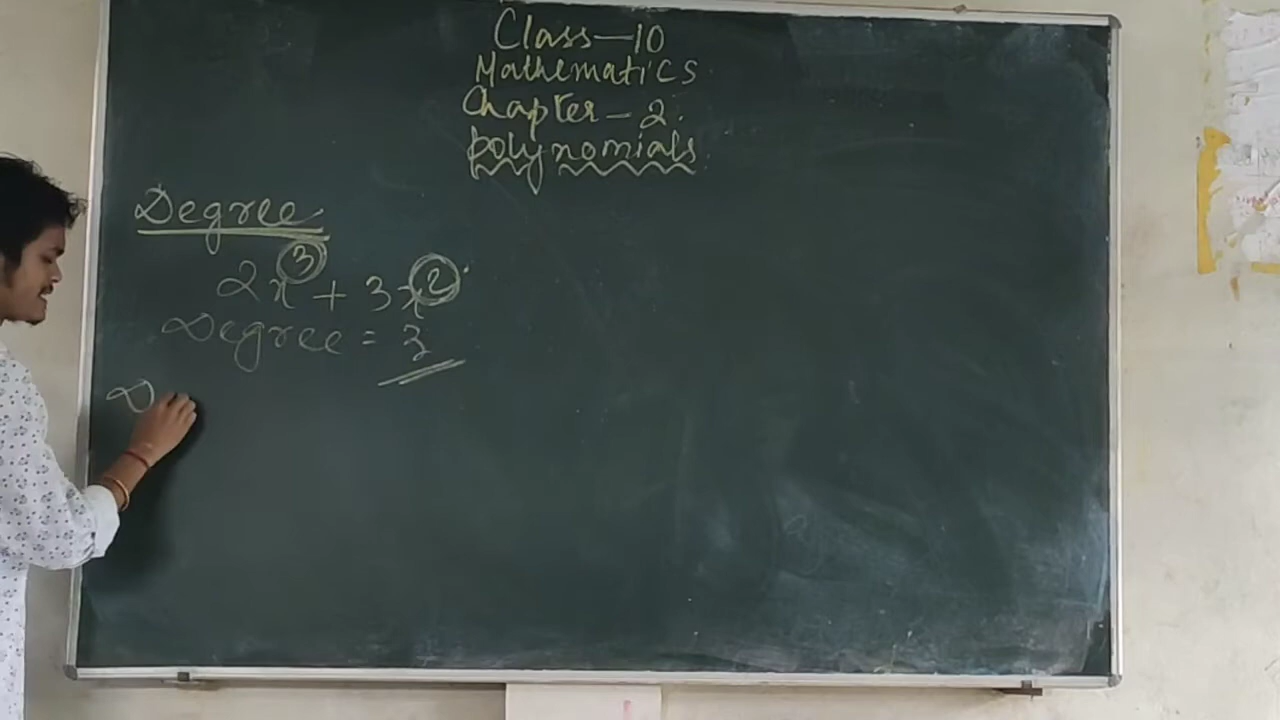 Class-10
Mathematics
Chapter-2.
polynomials
Degree
2x³ + 3x²
Degree = 3
D